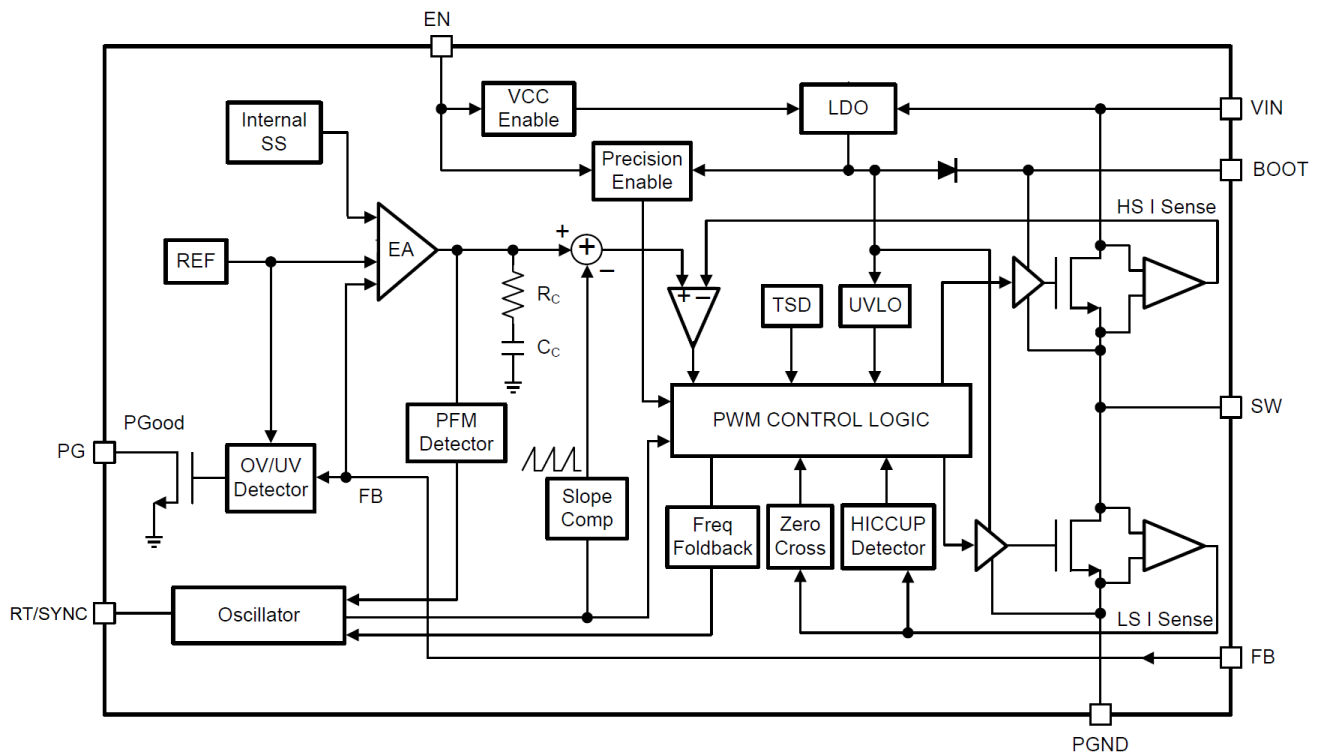 EN
VCC
Enable
LDO
VIN
Internal
SS
Precision
Enable
BOOT
HS I Sense
EA
+
+
−
REF
+
−
R_C
TSD
UVLO
C_C
PWM CONTROL LOGIC
SW
PGood
PG
PFM
Detector
OV/UV
Detector
FB
Slope
Comp
Freq
Foldback
Zero
Cross
HICCUP
Detector
RT/SYNC
Oscillator
LS I Sense
FB
PGND